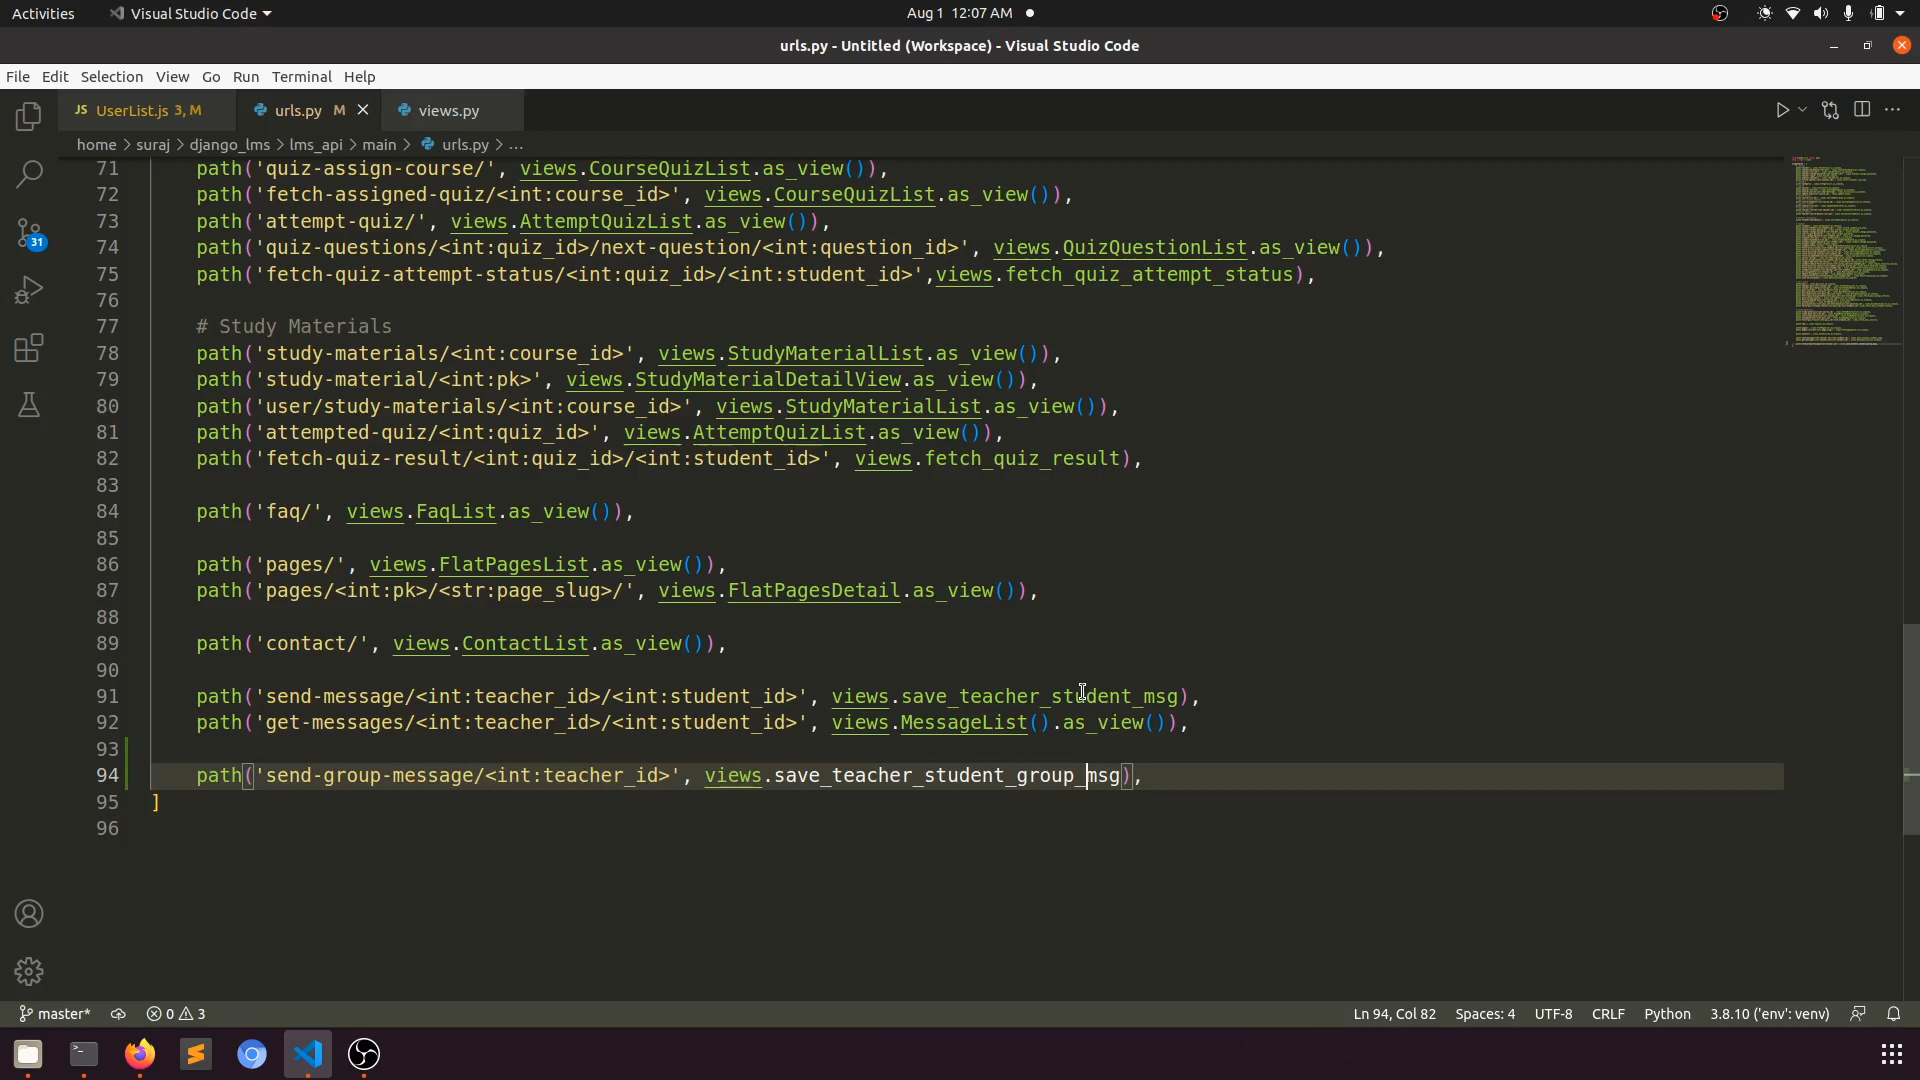 Activities Visual Studio Code Aug 1 12:07 AM
urls.py - Untitled (Workspace) - Visual Studio Code
File Edit Selection View Go Run Terminal Help
JS UserList.js 3, M urls.py M views.py
home > suraj > django_lms > lms_api > main > urls.py > ...
71 path('quiz-assign-course/', views.CourseQuizList.as_view()),
72 path('fetch-assigned-quiz/<int:course_id>', views.CourseQuizList.as_view()),
73 path('attempt-quiz/', views.AttemptQuizList.as_view()),
74 path('quiz-questions/<int:quiz_id>/next-question/<int:question_id>', views.QuizQuestionList.as_view()),
75 path('fetch-quiz-attempt-status/<int:quiz_id>/<int:student_id>',views.fetch_quiz_attempt_status),
76
77 # Study Materials
78 path('study-materials/<int:course_id>', views.StudyMaterialList.as_view()),
79 path('study-material/<int:pk>', views.StudyMaterialDetailView.as_view()),
80 path('user/study-materials/<int:course_id>', views.StudyMaterialList.as_view()),
81 path('attempted-quiz/<int:quiz_id>', views.AttemptQuizList.as_view()),
82 path('fetch-quiz-result/<int:quiz_id>/<int:student_id>', views.fetch_quiz_result),
83
84 path('faq/', views.FaqList.as_view()),
85
86 path('pages/', views.FlatPagesList.as_view()),
87 path('pages/<int:pk>/<str:page_slug>/', views.FlatPagesDetail.as_view()),
88
89 path('contact/', views.ContactList.as_view()),
90
91 path('send-message/<int:teacher_id>/<int:student_id>', views.save_teacher_student_msg),
92 path('get-messages/<int:teacher_id>/<int:student_id>', views.MessageList().as_view()),
93
94 path('send-group-message/<int:teacher_id>', views.save_teacher_student_group_msg),
95 ]
96
31
master* 0 3 Ln 94, Col 82 Spaces: 4 UTF-8 CRLF Python 3.8.10 ('env': venv)